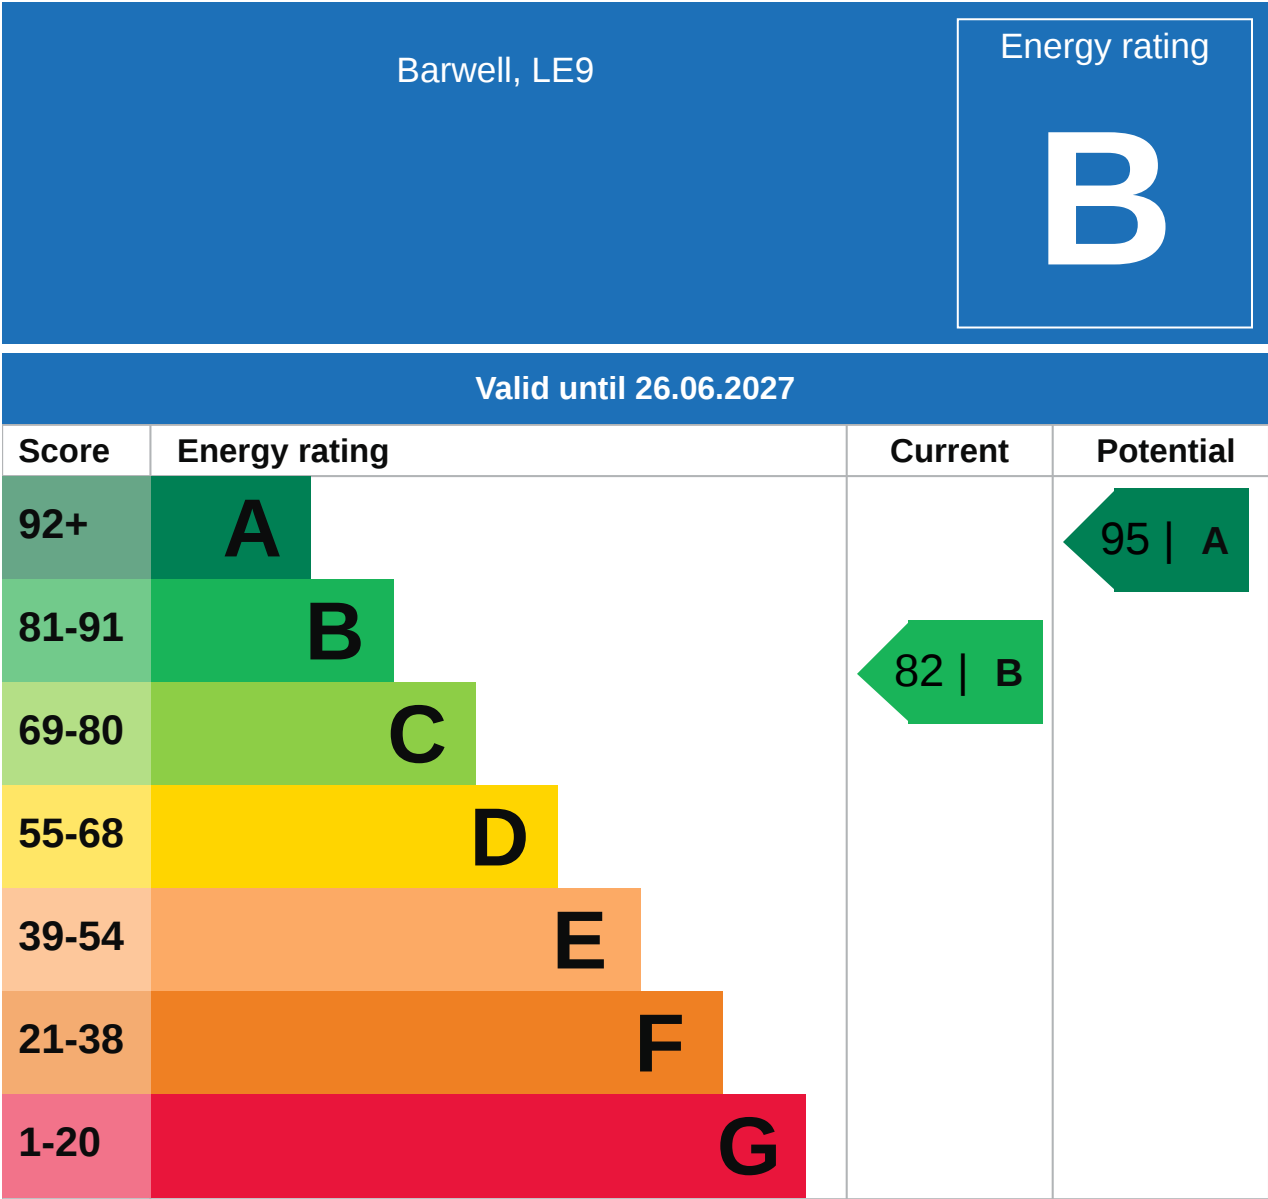 Barwell, LE9
Energy rating
B
Valid until 26.06.2027
Score Energy rating Current Potential
92+ A 95 | A
81-91 B 82 | B
69-80 C
55-68 D
39-54 E
21-38 F
1-20 G